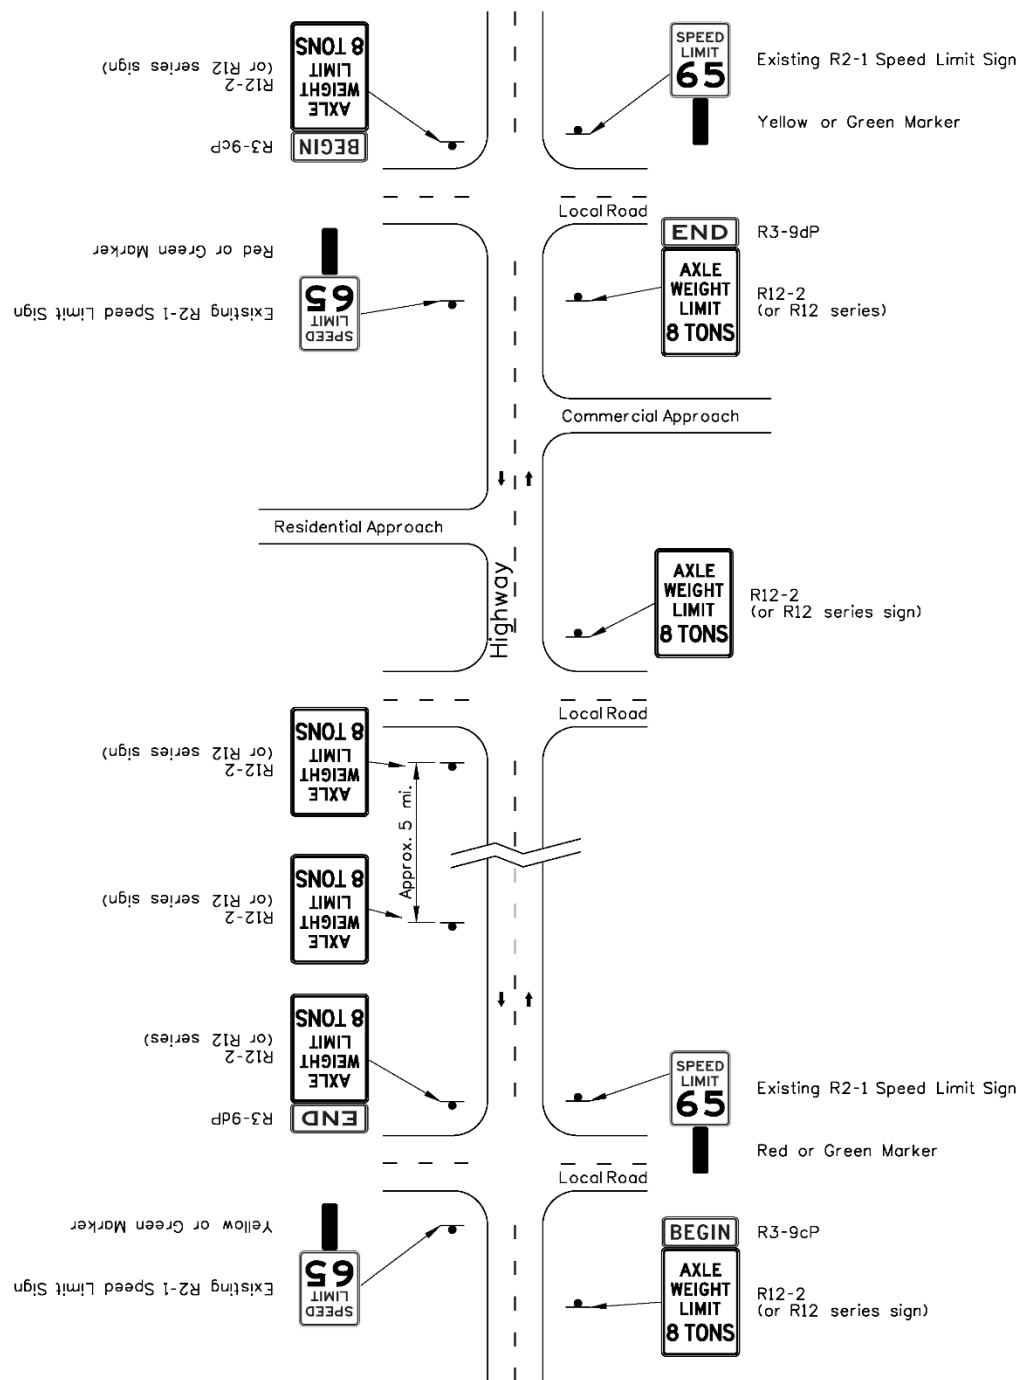 AXLE
WEIGHT
LIMIT
8 TONS
BEGIN
R12-2
(or R12 series sign)
R3-9cP
SPEED
LIMIT
65
Existing R2-1 Speed Limit Sign
Yellow or Green Marker
Local Road
Red or Green Marker
SPEED
LIMIT
65
Existing R2-1 Speed Limit Sign
END
R3-9dP
AXLE
WEIGHT
LIMIT
8 TONS
R12-2
(or R12 series)
Commercial Approach
Residential Approach
Highway
AXLE
WEIGHT
LIMIT
8 TONS
R12-2
(or R12 series sign)
Local Road
AXLE
WEIGHT
LIMIT
8 TONS
R12-2
(or R12 series sign)
Approx. 5 mi.
AXLE
WEIGHT
LIMIT
8 TONS
R12-2
(or R12 series sign)
AXLE
WEIGHT
LIMIT
8 TONS
END
R12-2
(or R12 series)
R3-9dP
SPEED
LIMIT
65
Existing R2-1 Speed Limit Sign
Red or Green Marker
Local Road
Yellow or Green Marker
SPEED
LIMIT
65
Existing R2-1 Speed Limit Sign
BEGIN
R3-9cP
AXLE
WEIGHT
LIMIT
8 TONS
R12-2
(or R12 series sign)